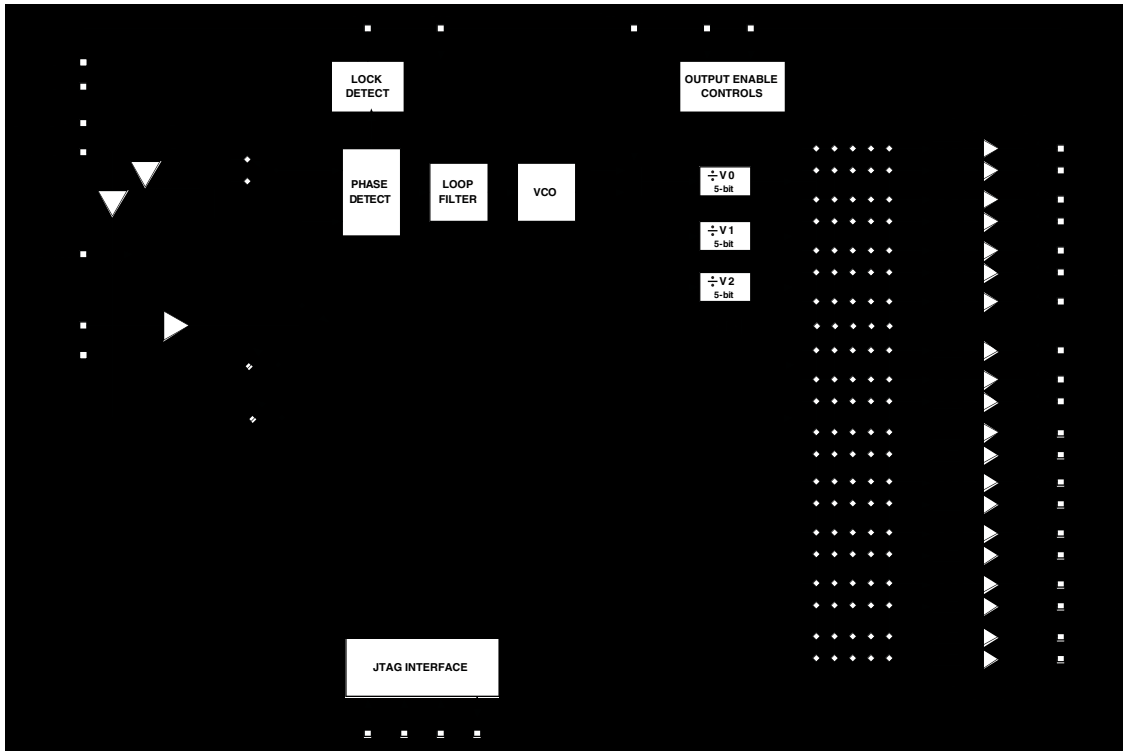 LOCK
DETECT
OUTPUT ENABLE
CONTROLS
PHASE
DETECT
LOOP
FILTER
VCO
÷V0
5-bit
÷V1
5-bit
÷V2
5-bit
JTAG INTERFACE